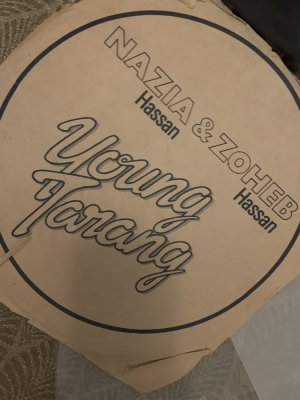 NAZIA & ZOHEB
Hassan Hassan
Young
Tarang